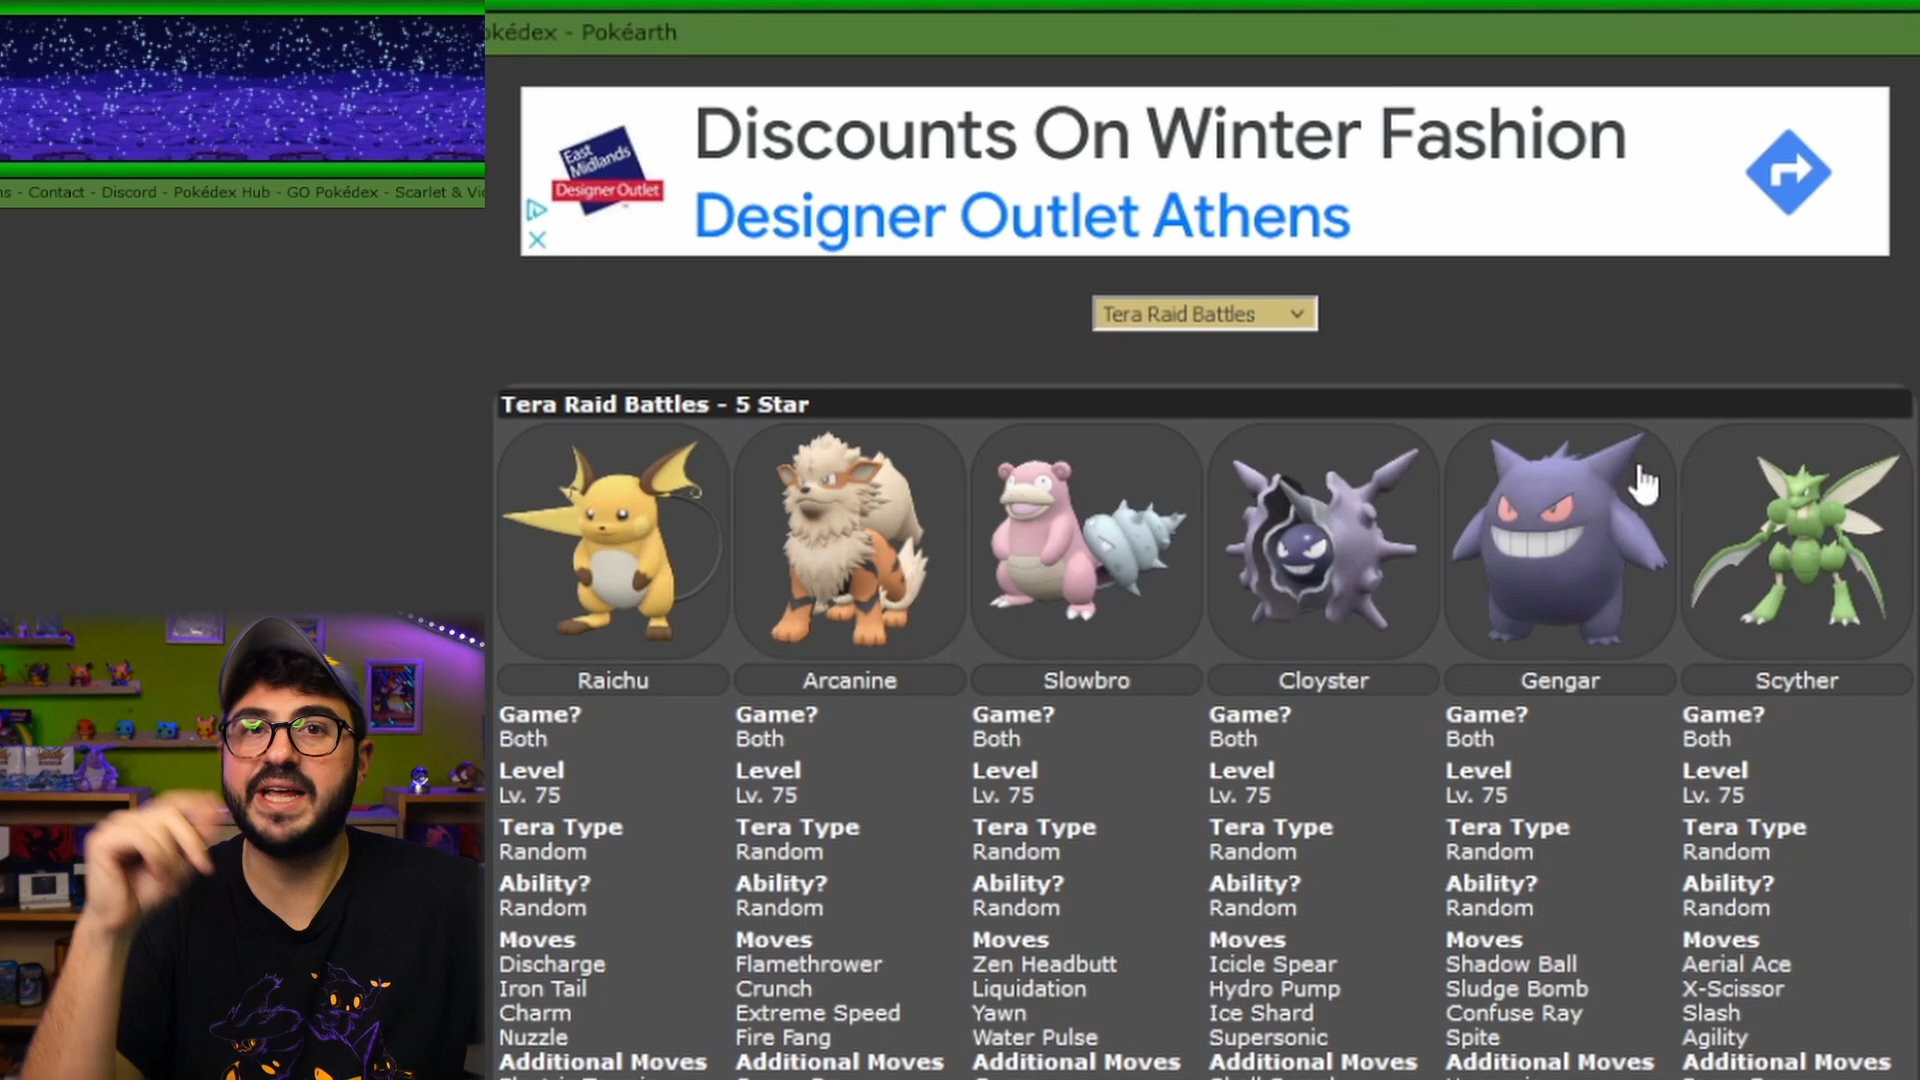 okédex - Pokéarth
ns - Contact - Discord - Pokédex Hub - GO Pokédex - Scarlet &
East
Midlands
Designer Outlet
Discounts On Winter Fashion
Designer Outlet Athens
Tera Raid Battles
Tera Raid Battles - 5 Star
Raichu Arcanine Slowbro Cloyster Gengar Scyther
Game? Game? Game? Game? Game? Game?
Both Both Both Both Both Both
Level Level Level Level Level Level
Lv. 75 Lv. 75 Lv. 75 Lv. 75 Lv. 75 Lv. 75
Tera Type Tera Type Tera Type Tera Type Tera Type Tera Type
Random Random Random Random Random Random
Ability? Ability? Ability? Ability? Ability? Ability?
Random Random Random Random Random Random
Moves Moves Moves Moves Moves Moves
Discharge Flamethrower Zen Headbutt Icicle Spear Shadow Ball Aerial Ace
Iron Tail Crunch Liquidation Hydro Pump Sludge Bomb X-Scissor
Charm Extreme Speed Yawn Ice Shard Confuse Ray Slash
Nuzzle Fire Fang Water Pulse Supersonic Spite Agility
Additional Moves Additional Moves Additional Moves Additional Moves Additional Moves Additional Moves